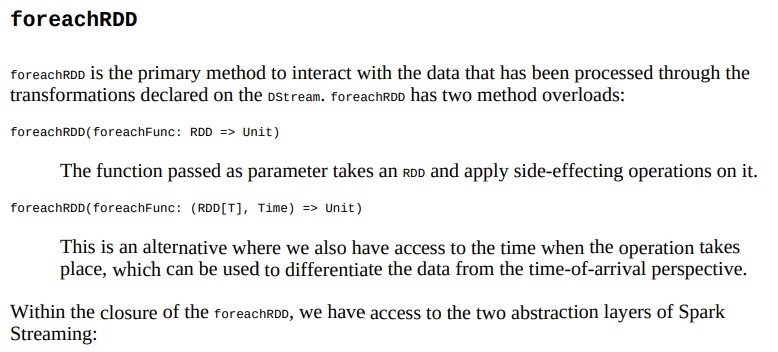 foreachRDD
foreachRDD is the primary method to interact with the data that has been processed through the
transformations declared on the DStream. foreachRDD has two method overloads:
foreachRDD(foreachFunc: RDD => Unit)
The function passed as parameter takes an RDD and apply side-effecting operations on it.
foreachRDD(foreachFunc: (RDD[T], Time) => Unit)
This is an alternative where we also have access to the time when the operation takes
place, which can be used to differentiate the data from the time-of-arrival perspective.
Within the closure of the foreachRDD, we have access to the two abstraction layers of Spark
Streaming: